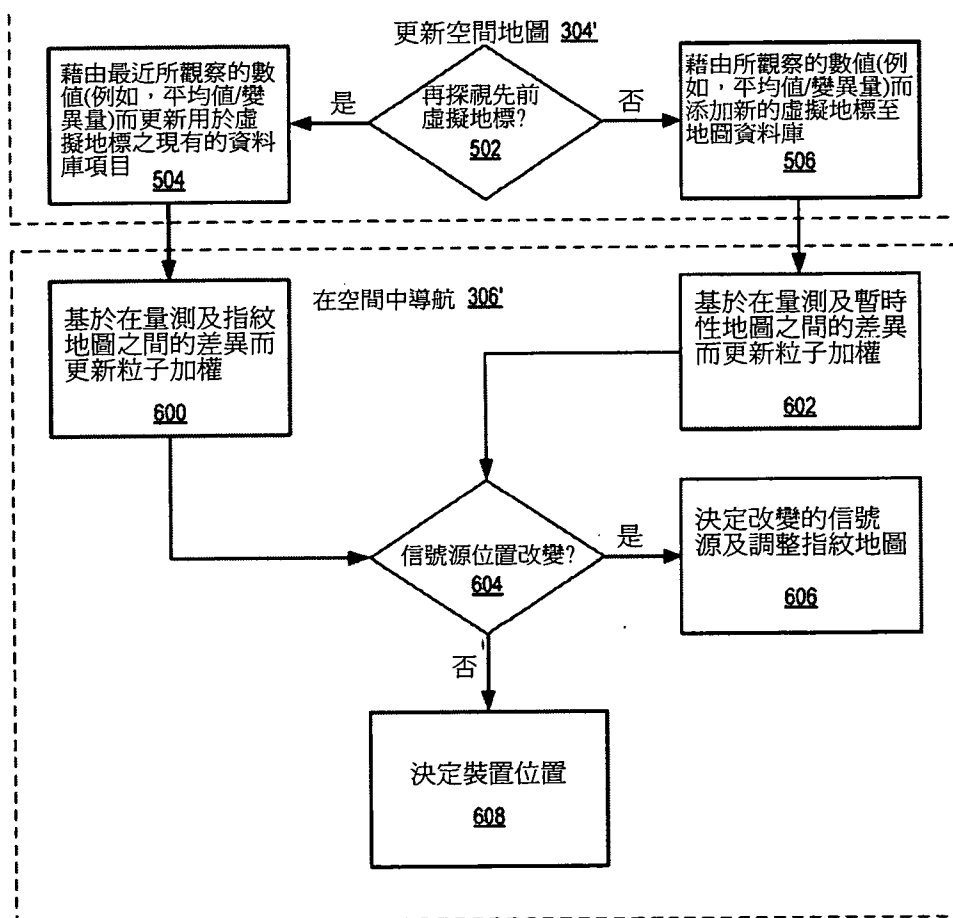 更新空間地圖 304'
藉由最近所觀察的數
值(例如，平均值/變
異量)而更新用於虛
擬地標之現有的資料
庫項目
504
是
再探視先前
虛擬地標?
502
否
藉由所觀察的數值(例
如，平均值/變異量)而
添加新的虛擬地標至
地圖資料庫
506
在空間中導航 306'
基於在量測及指紋
地圖之間的差異而
更新粒子加權
600
基於在量測及暫時
性地圖之間的差異
而更新粒子加權
602
信號源位置改變?
604
是
決定改變的信號
源及調整指紋地圖
606
否
決定裝置位置
608